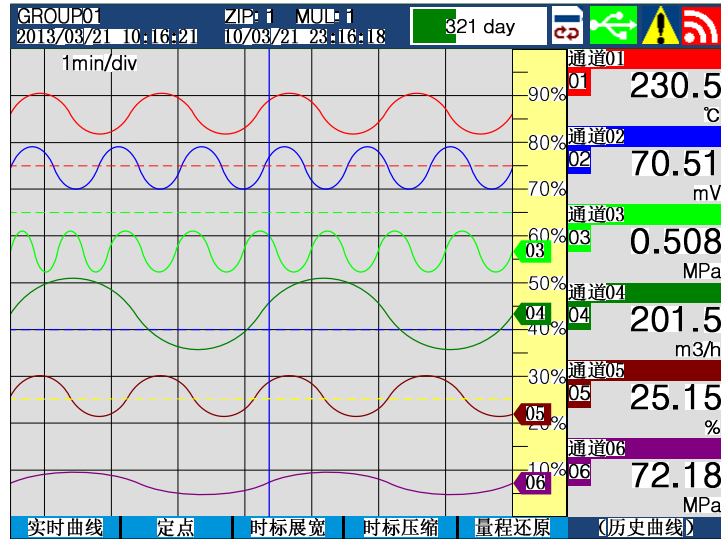 GROUP01 ZIP: 1 MUL: 1
2013/03/21 10:16:21 10/03/21 23:16:18
321 day
1min/div
90%
80%
70%
60%
50%
40%
30%
20%
10%
03
04
05
06
通道01
01 230.5
℃
通道02
02 70.51
mV
通道03
03 0.508
MPa
通道04
04 201.5
m3/h
通道05
05 25.15
%
通道06
06 72.18
MPa
实时曲线 定点 时标展宽 时标压缩 量程还原 (历史曲线)